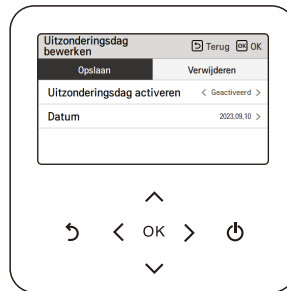 Uitzonderingsdag
bewerken
Terug OK OK
Opslaan Verwijderen
Uitzonderingsdag activeren < Geactiveerd >
Datum 2023,09,10 >
OK